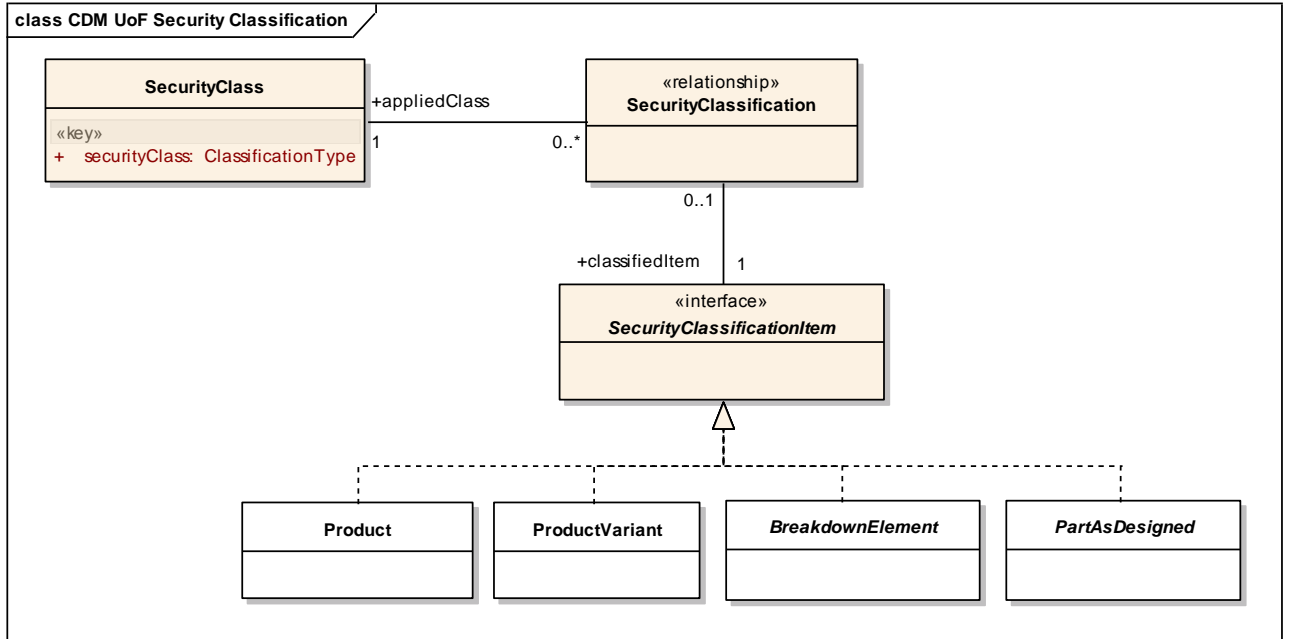 class CDM UoF Security Classification
SecurityClass
«key»
+ securityClass: ClassificationType
+appliedClass
1
0..*
«relationship»
SecurityClassification
0..1
+classifiedItem
1
«interface»
SecurityClassificationItem
Product
ProductVariant
BreakdownElement
PartAsDesigned